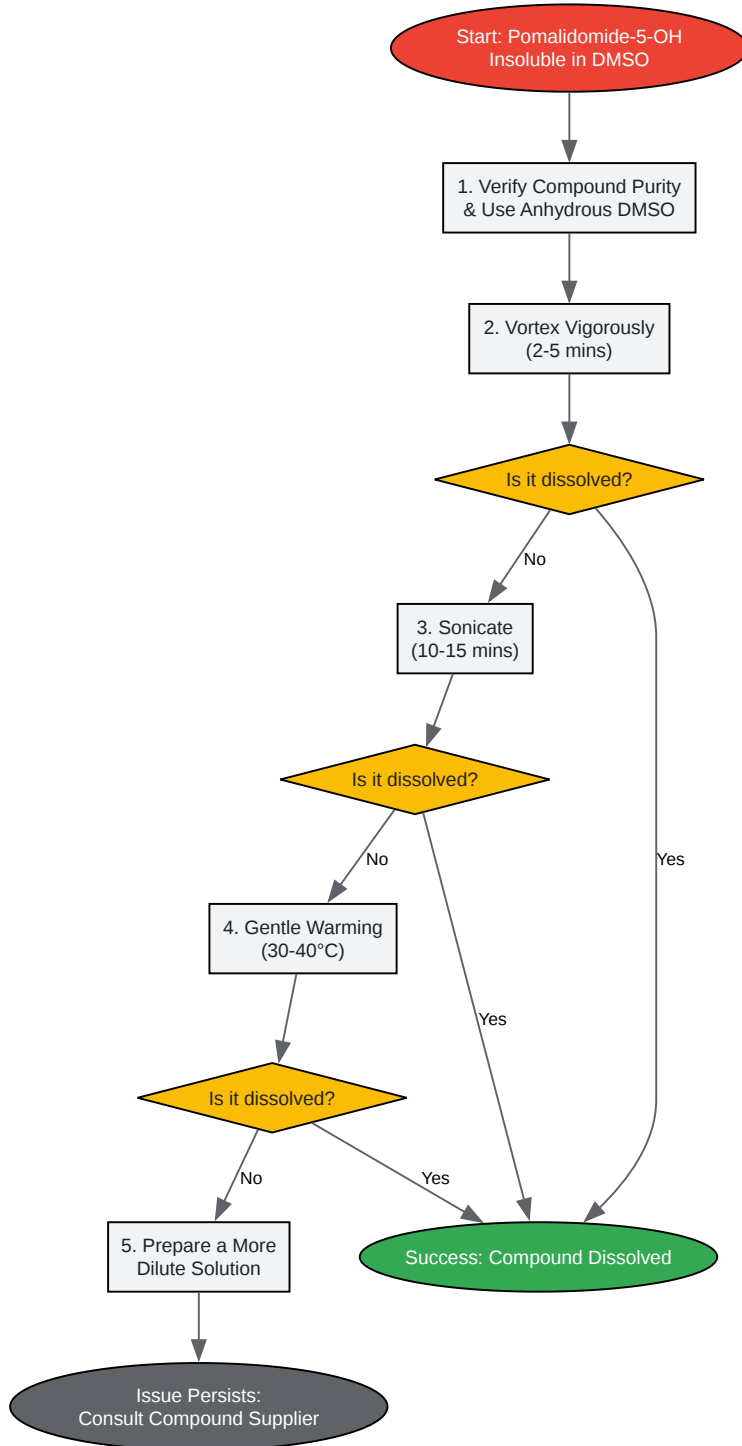 Start: Pomalidomide-5-OH
Insoluble in DMSO
1. Verify Compound Purity
& Use Anhydrous DMSO
2. Vortex Vigorously
(2-5 mins)
Is it dissolved?
No
3. Sonicate
(10-15 mins)
Is it dissolved?
Yes
No
4. Gentle Warming
(30-40°C)
Yes
Is it dissolved?
No
Yes
5. Prepare a More
Dilute Solution
Success: Compound Dissolved
Issue Persists:
Consult Compound Supplier